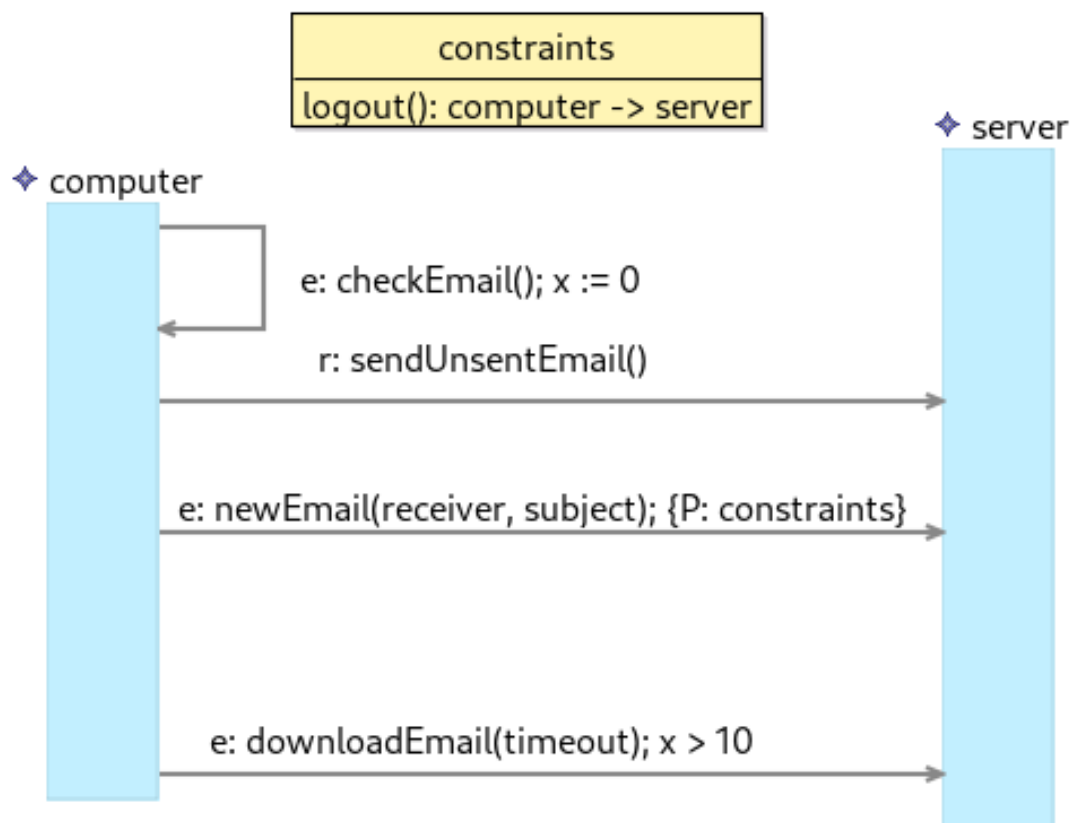 constraints
logout(): computer -> server
server
computer
e: checkEmail(); x := 0
r: sendUnsentEmail()
e: newEmail(receiver, subject); {P: constraints}
e: downloadEmail(timeout); x > 10